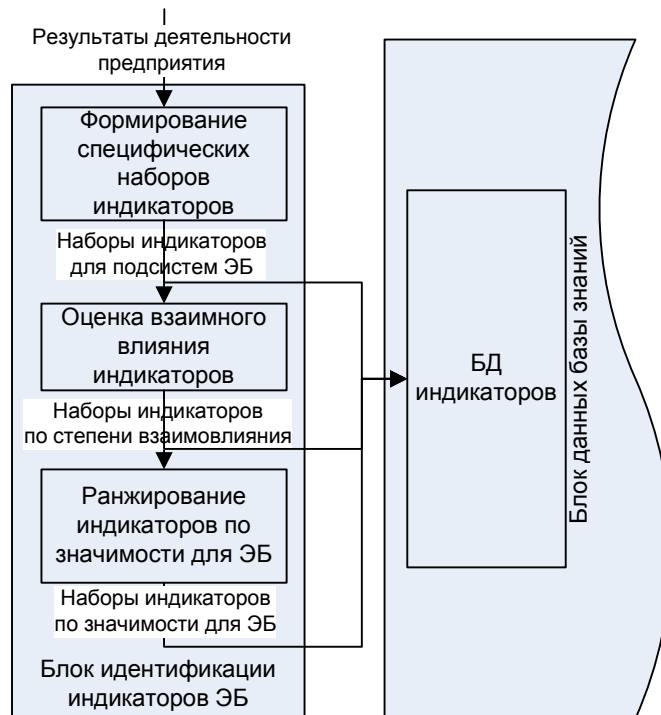 Результаты деятельности
предприятия
Формирование
специфических
наборов
индикаторов
Наборы индикаторов
для подсистем ЭБ
Оценка взаимного
влияния
индикаторов
Наборы индикаторов
по степени взаимовлияния
Ранжирование
индикаторов по
значимости для ЭБ
Наборы индикаторов
по значимости для ЭБ
Блок идентификации
индикаторов ЭБ
БД
индикаторов
Блок данных базы знаний